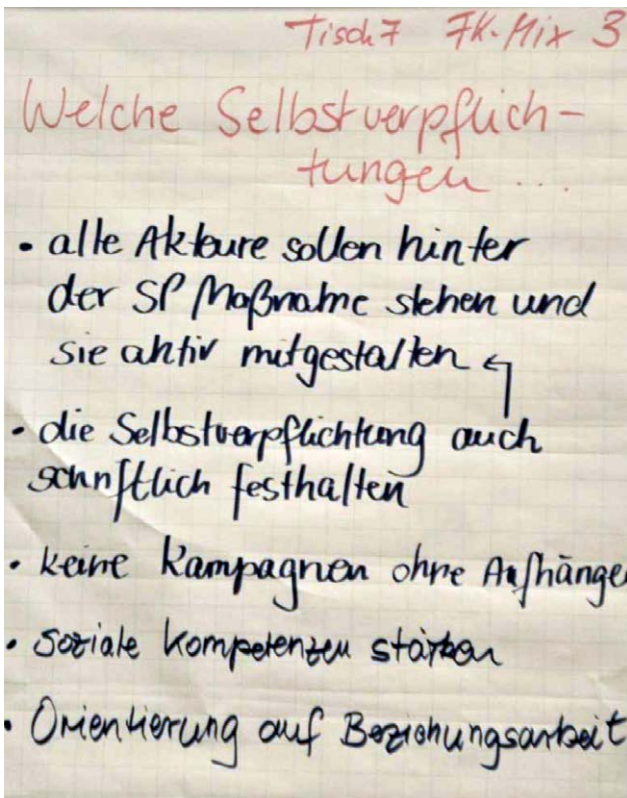 Tisch 7 FK-Mix 3
Welche Selbstverpflich-
tungen ...
• alle Akteure sollen hinter
der SP Maßnahme stehen und
sie aktiv mitgestalten
• die Selbstverpflichtung auch
schriftlich festhalten
• keine Kampagnen ohne Aufhänge
• soziale Kompetenzen stärken
• Orientierung auf Beziehungsarbeit